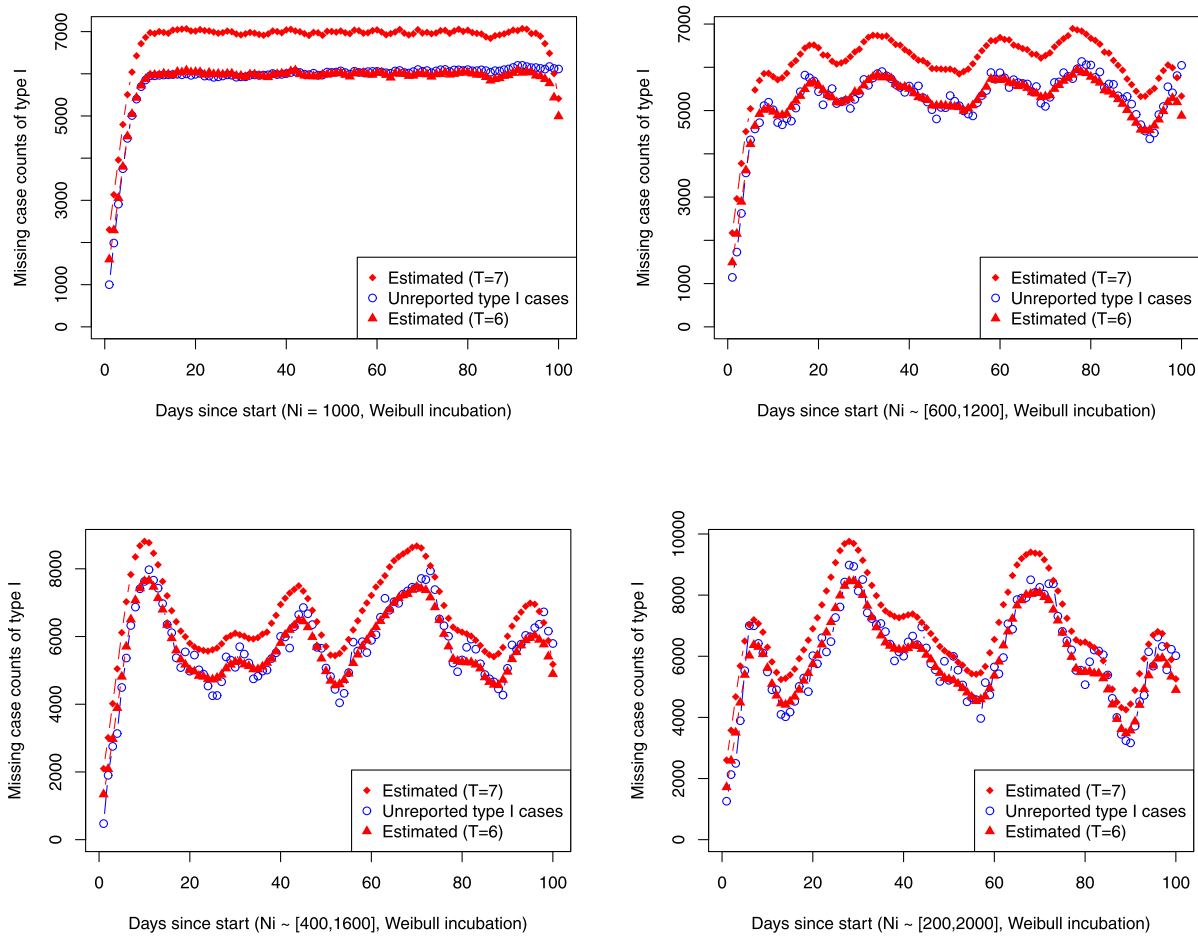 Missing case counts of type I
7000
5000
3000
1000
0
Estimated (T=7)
Unreported type I cases
Estimated (T=6)
0 20 40 60 80 100
Days since start (Ni = 1000, Weibull incubation)
Missing case counts of type I
7000
5000
3000
1000
0
Estimated (T=7)
Unreported type I cases
Estimated (T=6)
0 20 40 60 80 100
Days since start (Ni ~ [600,1200], Weibull incubation)
Missing case counts of type I
8000
6000
4000
2000
0
Estimated (T=7)
Unreported type I cases
Estimated (T=6)
0 20 40 60 80 100
Days since start (Ni ~ [400,1600], Weibull incubation)
Missing case counts of type I
10000
8000
6000
4000
2000
0
Estimated (T=7)
Unreported type I cases
Estimated (T=6)
0 20 40 60 80 100
Days since start (Ni ~ [200,2000], Weibull incubation)